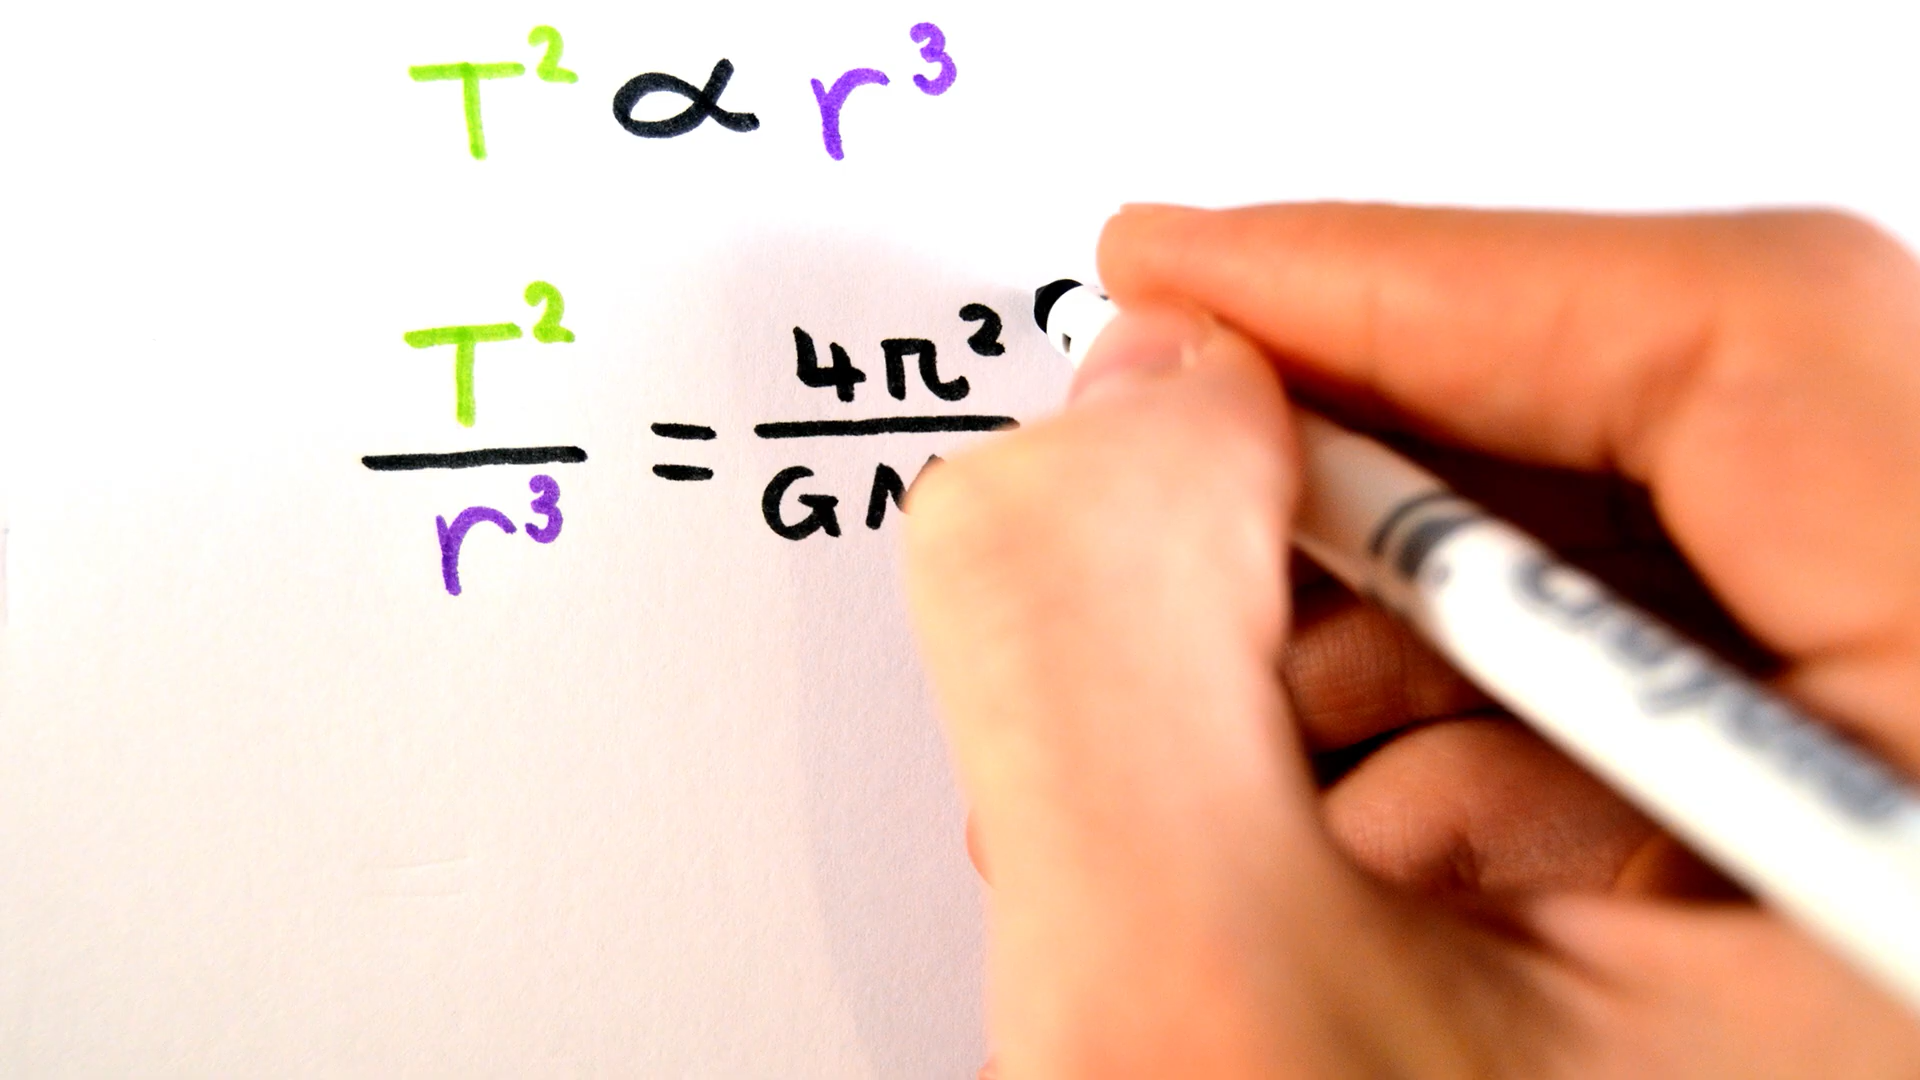 T² ∝ r³
T²/r³ = 4π²/G